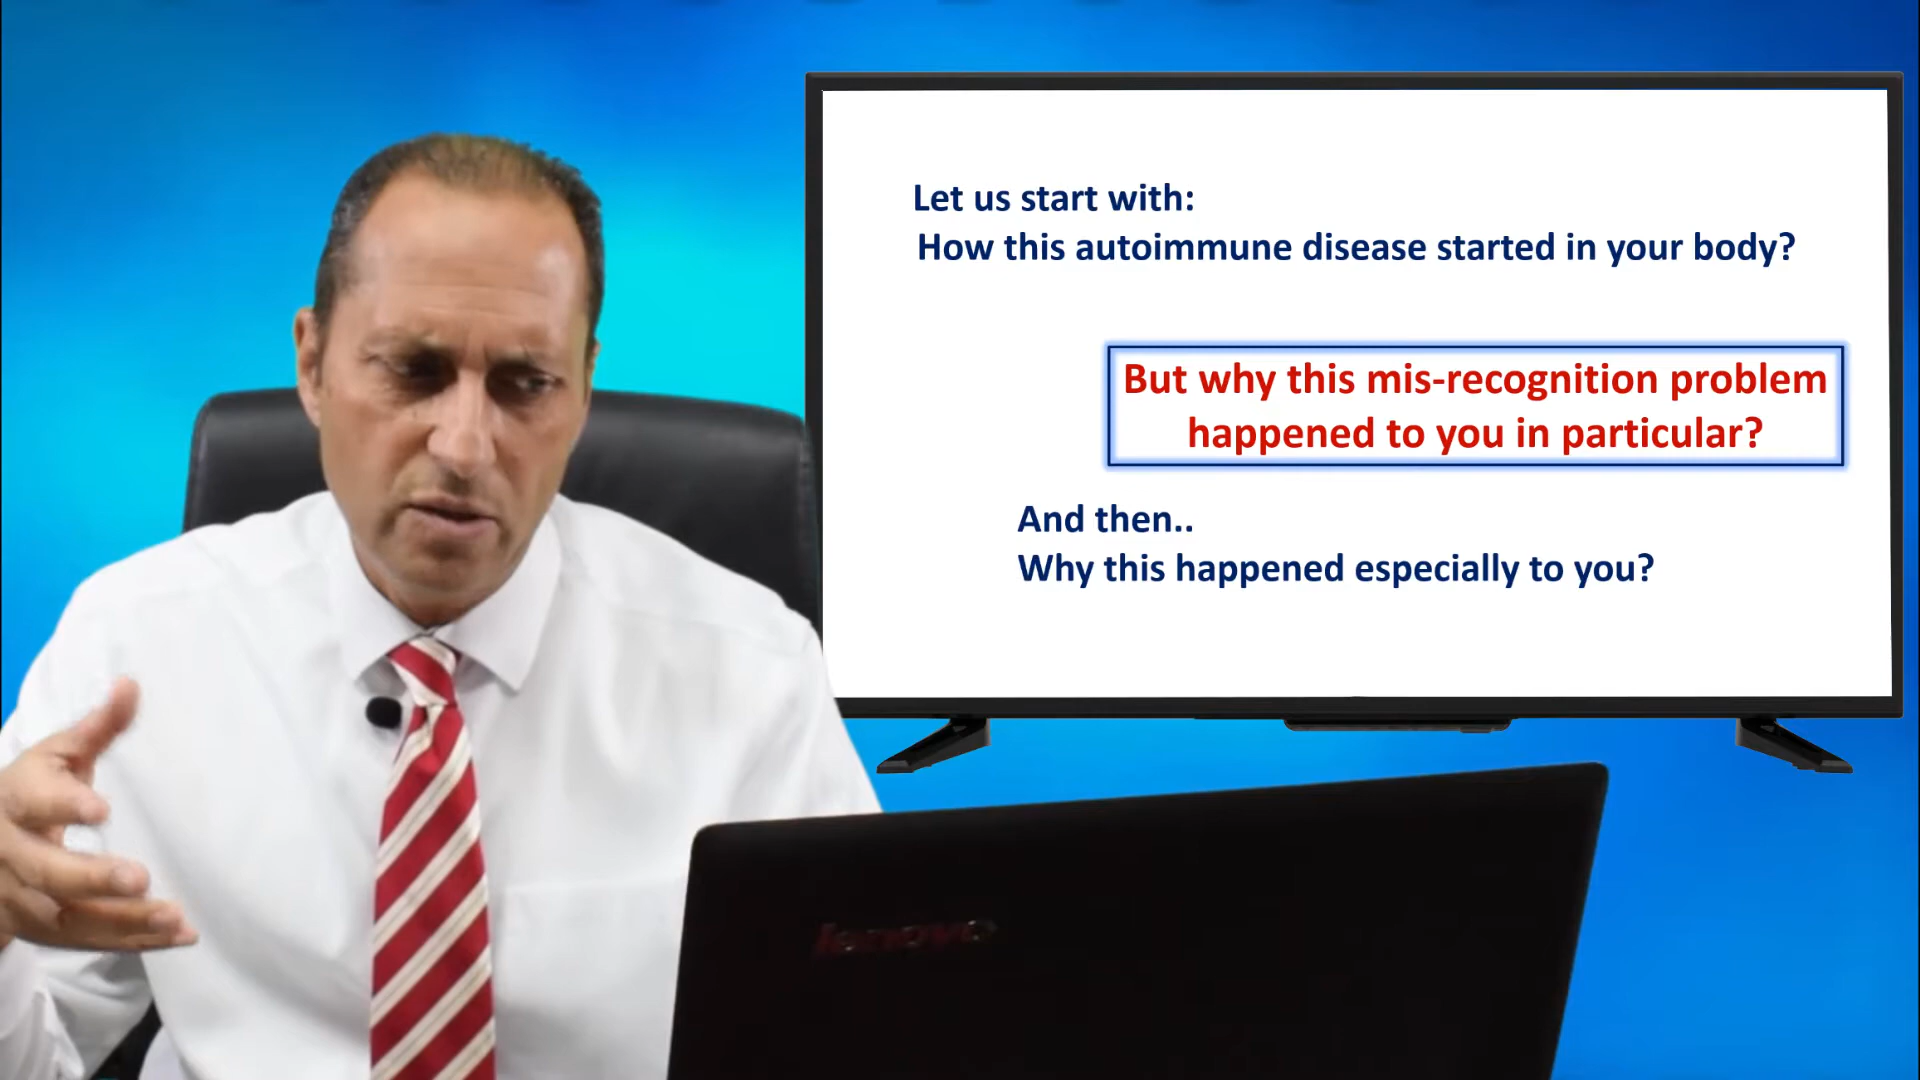 Let us start with:
How this autoimmune disease started in your body?
But why this mis-recognition problem
happened to you in particular?
And then..
Why this happened especially to you?
lenovo